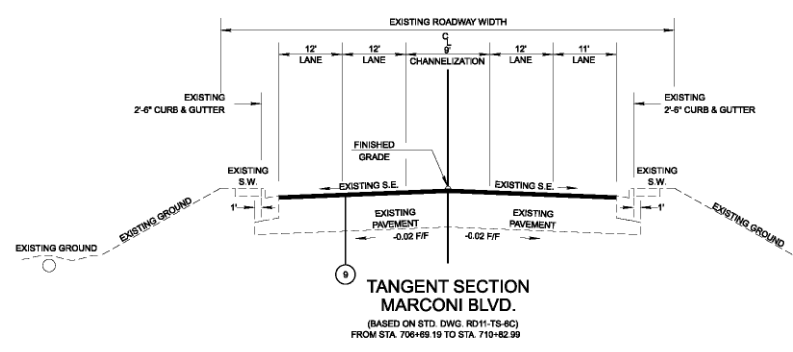 EXISTING ROADWAY WIDTH
C
L
12'
LANE
12'
LANE
9'
CHANNELIZATION
12'
LANE
11'
LANE
EXISTING
2'-6" CURB & GUTTER
EXISTING
2'-6" CURB & GUTTER
FINISHED
GRADE
EXISTING
S.W.
EXISTING S.E.
EXISTING S.E.
EXISTING
S.W.
1'
1'
EXISTING GROUND
EXISTING GROUND
EXISTING
PAVEMENT
EXISTING
PAVEMENT
-0.02 F/F
-0.02 F/F
EXISTING GROUND
9
TANGENT SECTION
MARCONI BLVD.
(BASED ON STD. DWG. RD11-TS-6C)
FROM STA. 706+69.19 TO STA. 710+82.99